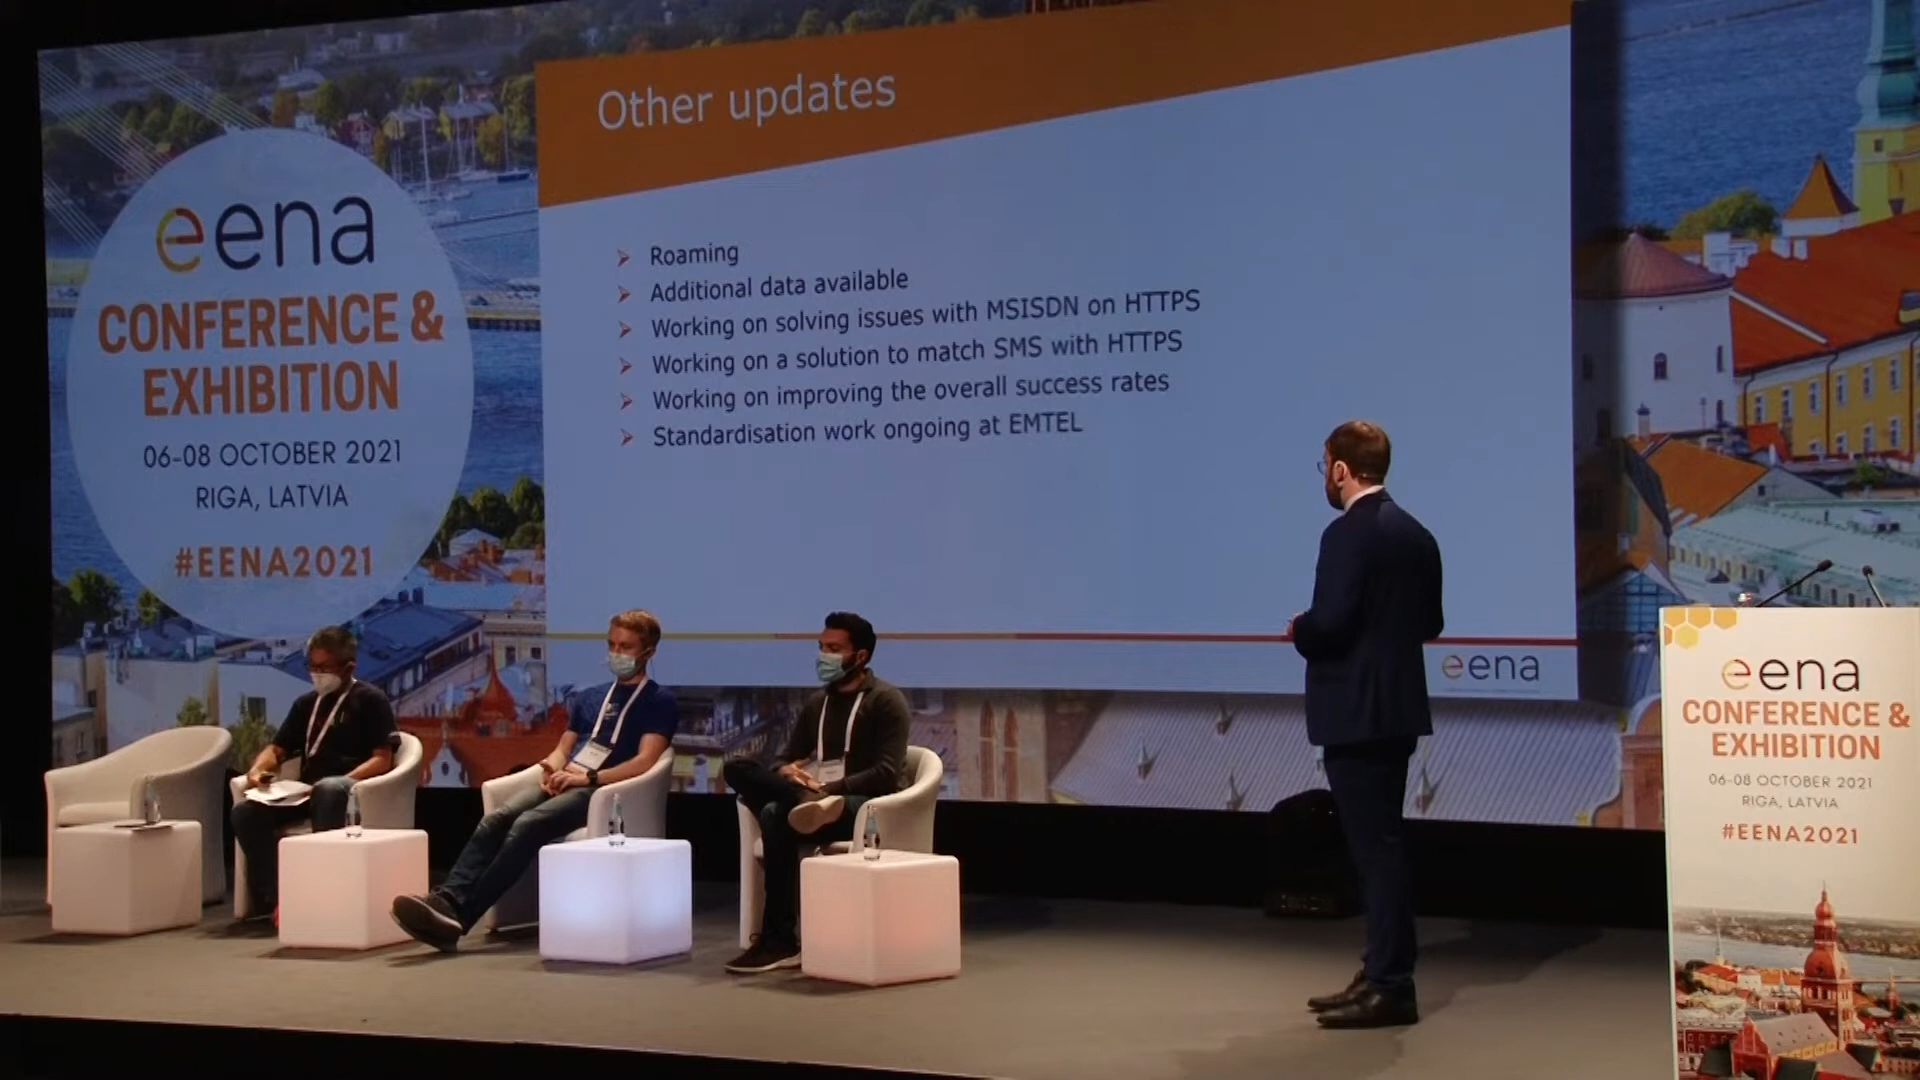 eena
CONFERENCE &
EXHIBITION
06-08 OCTOBER 2021
RIGA, LATVIA
#EENA2021
Other updates
Roaming
Additional data available
Working on solving issues with MSISDN on HTTPS
Working on a solution to match SMS with HTTPS
Working on improving the overall success rates
Standardisation work ongoing at EMTEL
eena
eena
CONFERENCE &
EXHIBITION
06-08 OCTOBER 2021
RIGA, LATVIA
#EENA2021